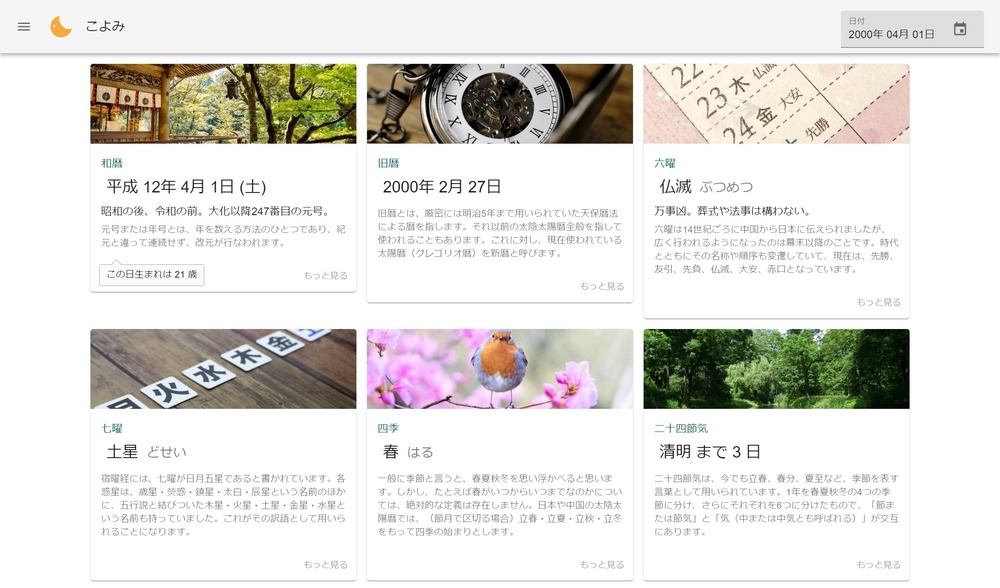 こよみ
日付
2000年 04月 01日
22 仏滅
23 木
24 金 大安
先勝
和暦
平成 12年 4月 1日 (土)
昭和の後、令和の前。大化以降247番目の元号。
元号または年号とは、年を数える方法のひとつであり、紀
元と違って連続せず、改元が行なわれます。
この日生まれは 21 歳
もっと見る
旧暦
2000年 2月 27日
旧暦とは、厳密には明治5年まで用いられていた天保暦法
による暦を指します。それ以前の太陰太陽暦全般を指して
使われることもあります。これに対し、現在使われている
太陽暦（グレゴリオ暦）を新暦と呼びます。
もっと見る
六曜
仏滅 ぶつめつ
万事凶。葬式や法事は構わない。
六曜は14世紀ごろに中国から日本に伝えられましたが、
広く行われるようになったのは幕末以降のことです。時代
とともにその名称や順序も変遷していて、現在は、先勝、
友引、先負、仏滅、大安、赤口となっています。
もっと見る
火
水
木
金
七曜
土星 どせい
宿曜経には、七曜が日月五星であると書かれています。各
惑星は、歳星・熒惑・鎮星・太白・辰星という名前のほか
に、五行説と結びついた木星・火星・土星・金星・水星と
いう名前も持っていました。これがその訳語として用いら
れることになります。
もっと見る
四季
春 はる
一般に季節と言うと、春夏秋冬を思い浮かべると思いま
す。しかし、たとえば春がいつからいつまでなのかについ
ては、絶対的な定義は存在しません。日本や中国の太陰太
陽暦では、（節月で区切る場合）立春・立夏・立秋・立冬
をもって四季の始まりとします。
もっと見る
二十四節気
清明 まで 3 日
二十四節気は、今でも立春、春分、夏至など、季節を表す
言葉として用いられています。1年を春夏秋冬の4つの季
節に分け、さらにそれぞれを6つに分けたもので、「節ま
たは節気」と「気（中または中気とも呼ばれる）」が交互
にあります。
もっと見る